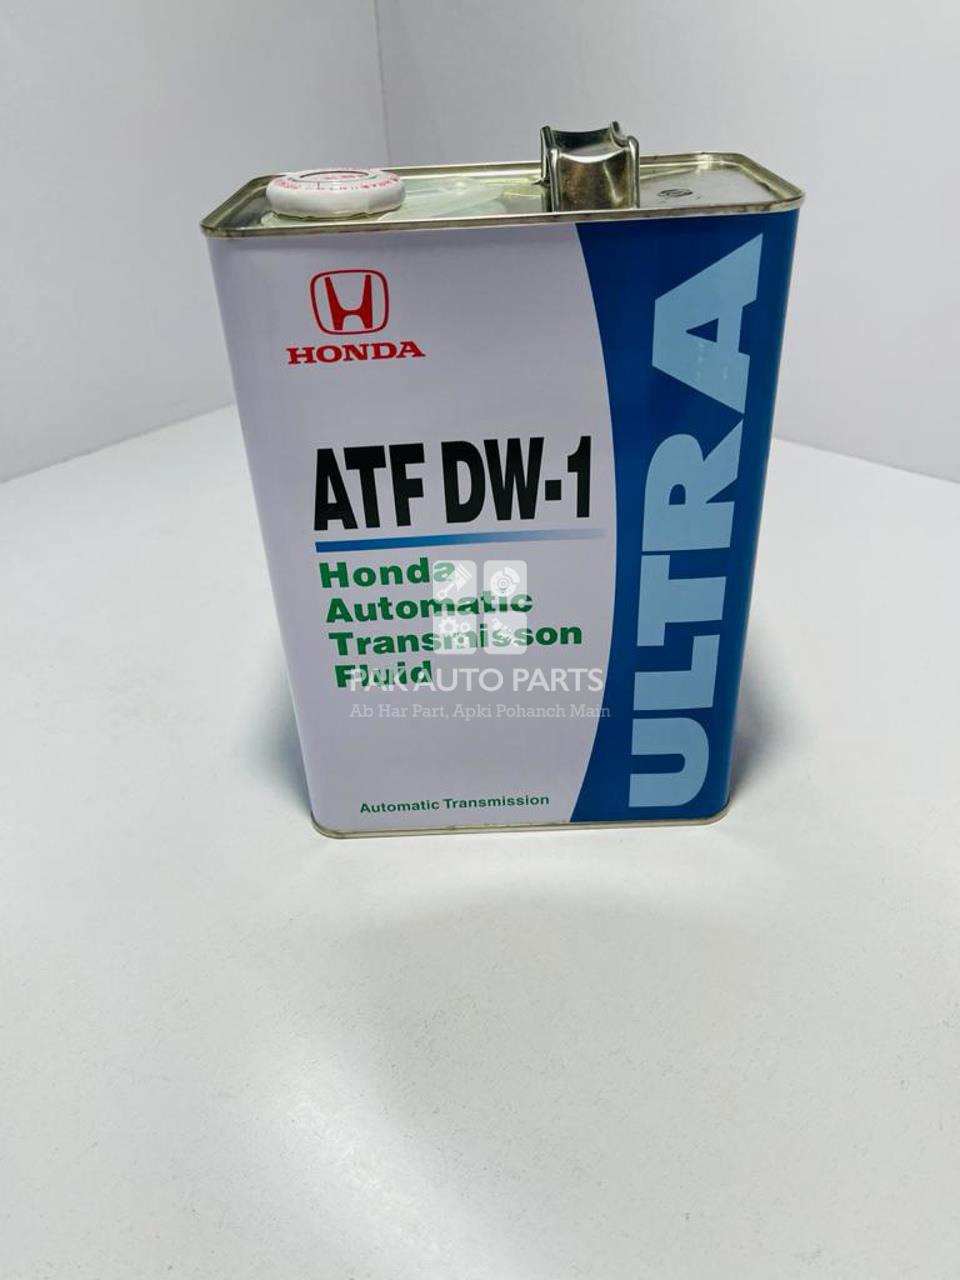 HONDA
ATF DW-1
Honda
Automatic
Transmisson
Fluid
PAK AUTO PARTS
Ab Har Part, Apki Pohanch Main
Automatic Transmission
ULTRA